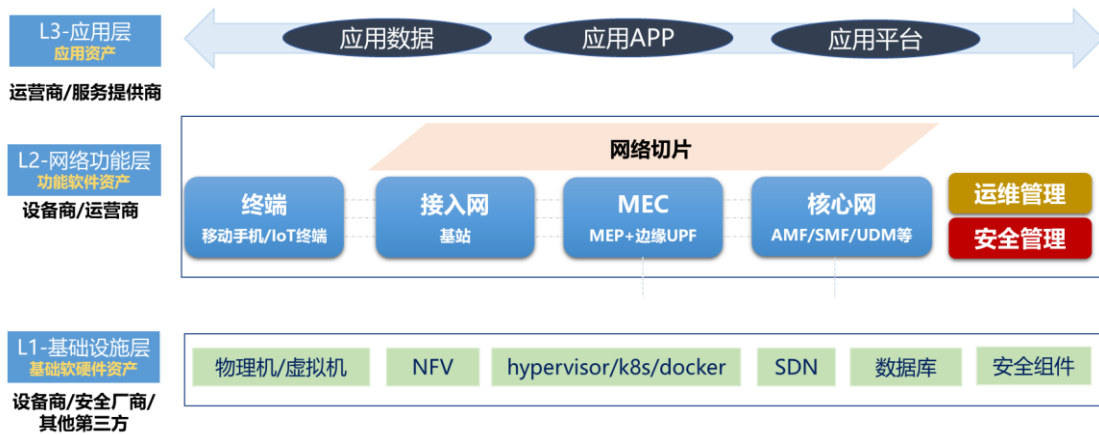 L3-应用层
应用资产
运营商/服务提供商
应用数据
应用APP
应用平台
L2-网络功能层
功能软件资产
设备商/运营商
网络切片
终端
移动手机/IoT终端
接入网
基站
MEC
MEP+边缘UPF
核心网
AMF/SMF/UDM等
运维管理
安全管理
L1-基础设施层
基础软硬件资产
设备商/安全厂商/
其他第三方
物理机/虚拟机
NFV
hypervisor/k8s/docker
SDN
数据库
安全组件